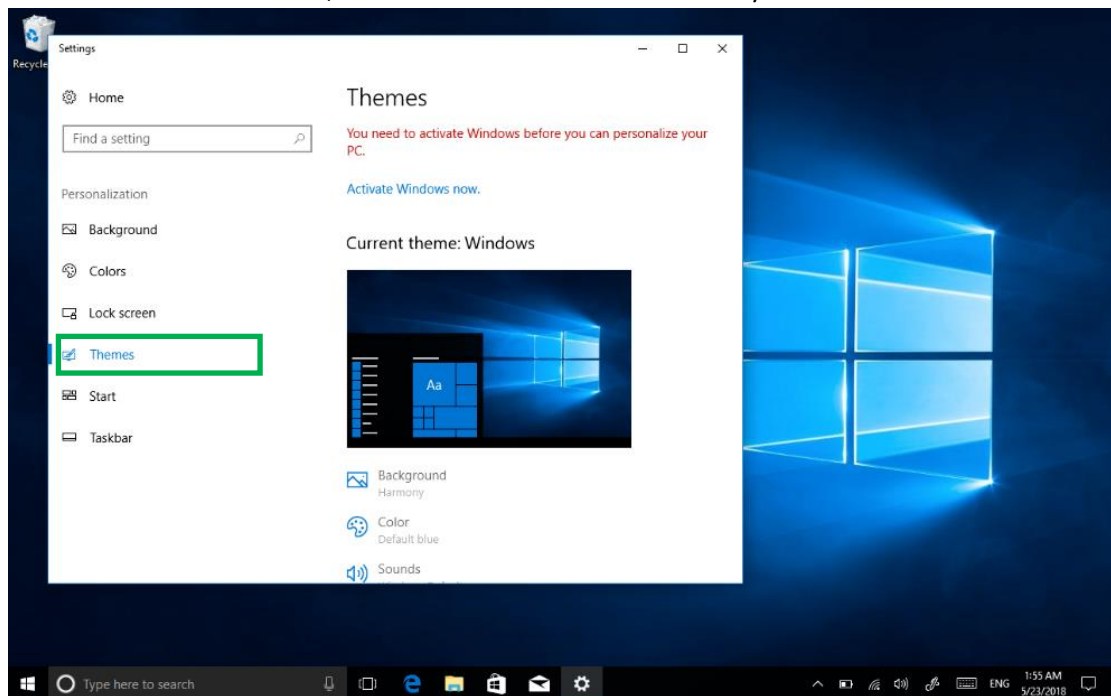 Recycle
Settings
Home
Find a setting
Personalization
Background
Colors
Lock screen
Themes
Start
Taskbar
Themes
You need to activate Windows before you can personalize your
PC.
Activate Windows now.
Current theme: Windows
Aa
Background
Harmony
Color
Default blue
Sounds
Type here to search
ENG
1:55 AM
5/23/2018